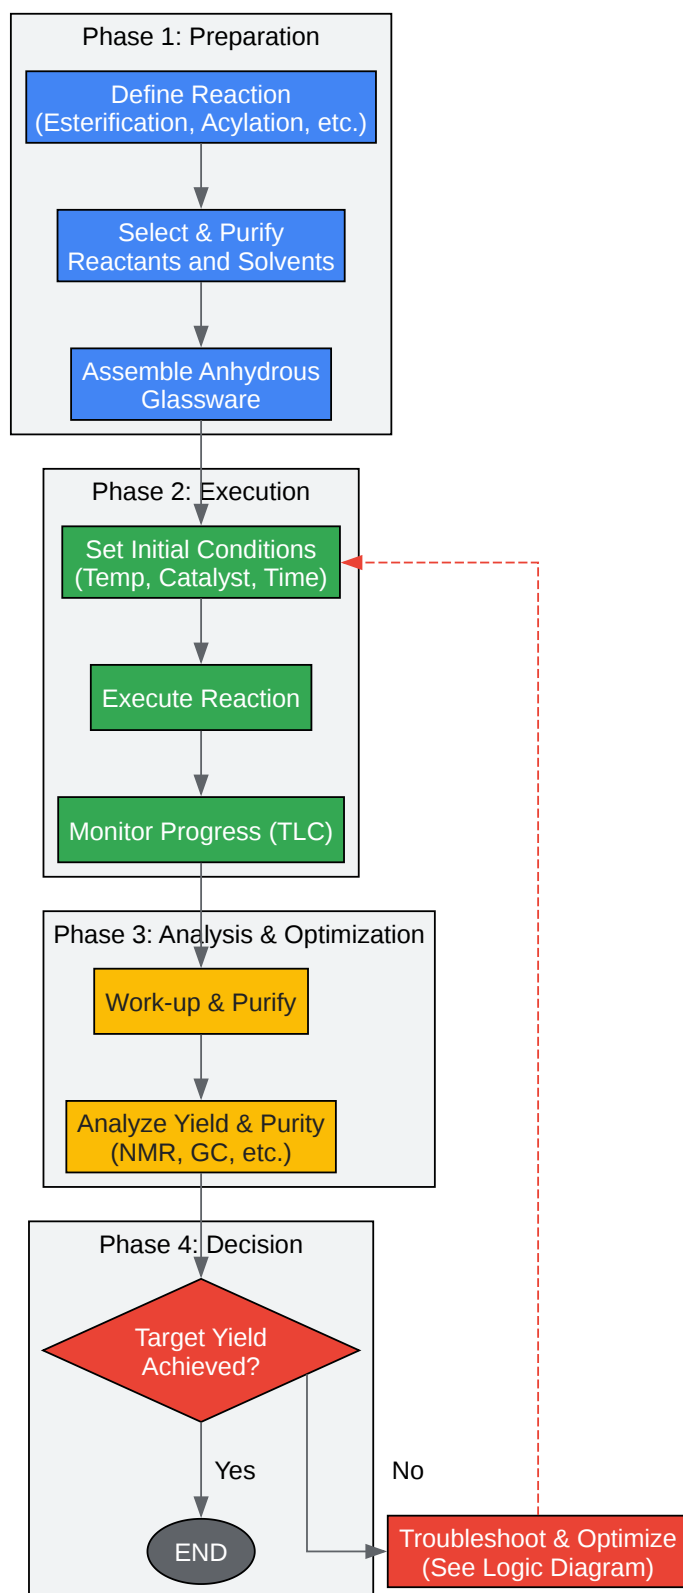 Phase 1: Preparation
Define Reaction
(Esterification, Acylation, etc.)
Select & Purify
Reactants and Solvents
Assemble Anhydrous
Glassware
Phase 2: Execution
Set Initial Conditions
(Temp, Catalyst, Time)
Execute Reaction
Monitor Progress (TLC)
Phase 3: Analysis & Optimization
Work-up & Purify
Analyze Yield & Purity
(NMR, GC, etc.)
Phase 4: Decision
Target Yield
Achieved?
Yes
No
END
Troubleshoot & Optimize
(See Logic Diagram)